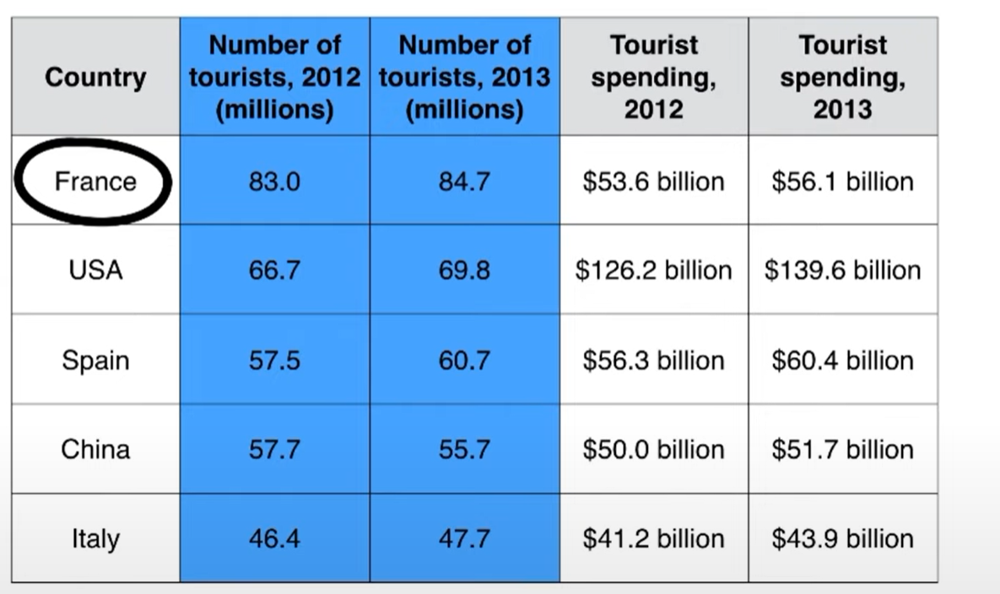 Country
Number of
tourists, 2012
(millions)
Number of
tourists, 2013
(millions)
Tourist
spending,
2012
Tourist
spending,
2013
France 83.0 84.7 $53.6 billion $56.1 billion
USA 66.7 69.8 $126.2 billion $139.6 billion
Spain 57.5 60.7 $56.3 billion $60.4 billion
China 57.7 55.7 $50.0 billion $51.7 billion
Italy 46.4 47.7 $41.2 billion $43.9 billion